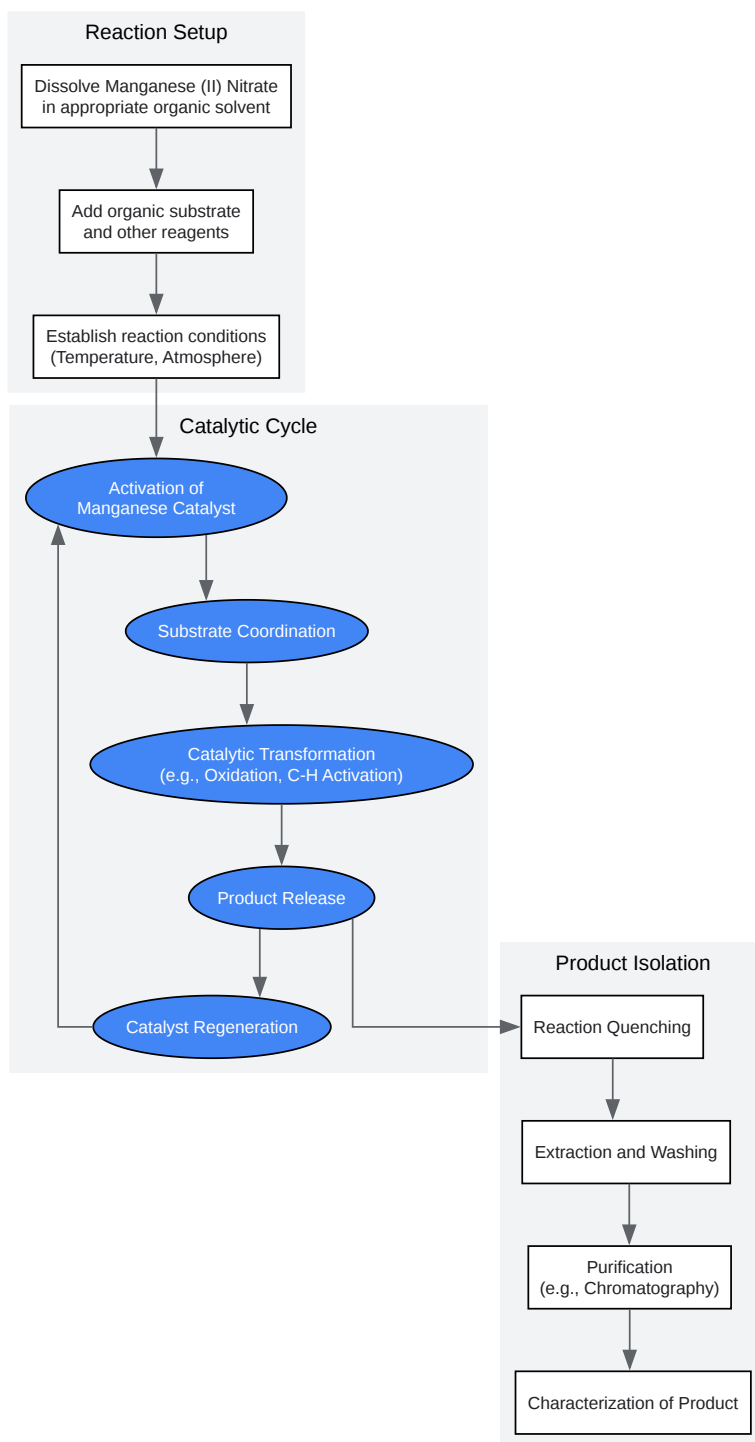 Reaction Setup
Dissolve Manganese (II) Nitrate
in appropriate organic solvent
Add organic substrate
and other reagents
Establish reaction conditions
(Temperature, Atmosphere)
Catalytic Cycle
Activation of
Manganese Catalyst
Substrate Coordination
Catalytic Transformation
(e.g., Oxidation, C-H Activation)
Product Release
Catalyst Regeneration
Product Isolation
Reaction Quenching
Extraction and Washing
Purification
(e.g., Chromatography)
Characterization of Product